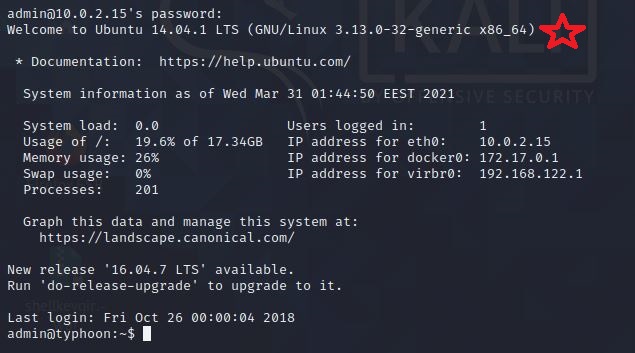 admin@10.0.2.15's password:
Welcome to Ubuntu 14.04.1 LTS (GNU/Linux 3.13.0-32-generic x86_64)
KALI
SECURITY
* Documentation:  https://help.ubuntu.com/
System information as of Wed Mar 31 01:44:50 EEST 2021
System load:  0.0    Users logged in:    1
Usage of /:   19.6% of 17.34GB    IP address for eth0:    10.0.2.15
Memory usage: 26%    IP address for docker0: 172.17.0.1
Swap usage:   0%    IP address for virbr0:  192.168.122.1
Processes:    201
Graph this data and manage this system at:
https://landscape.canonical.com/
New release '16.04.7 LTS' available.
Run 'do-release-upgrade' to upgrade to it.
Last login: Fri Oct 26 00:00:04 2018
admin@typhoon:~$